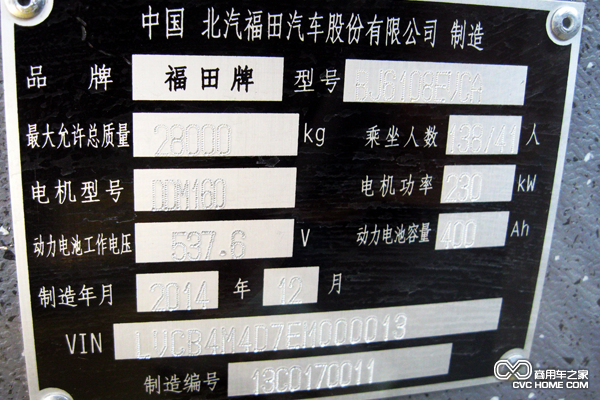 中国 北汽福田汽车股份有限公司 制造
品牌 福田牌 型号 BJ6108EVCA
最大允许总质量 28000 kg 乘坐人数 138/41 人
电机型号 DDM160 电机功率 230 kW
动力电池工作电压 537.6 V 动力电池容量 400 Ah
制造年月 2014 年 12 月
VIN LVCB4M4D7EM000013
制造编号 13C0170011
商用车之家
CVC HOME.COM